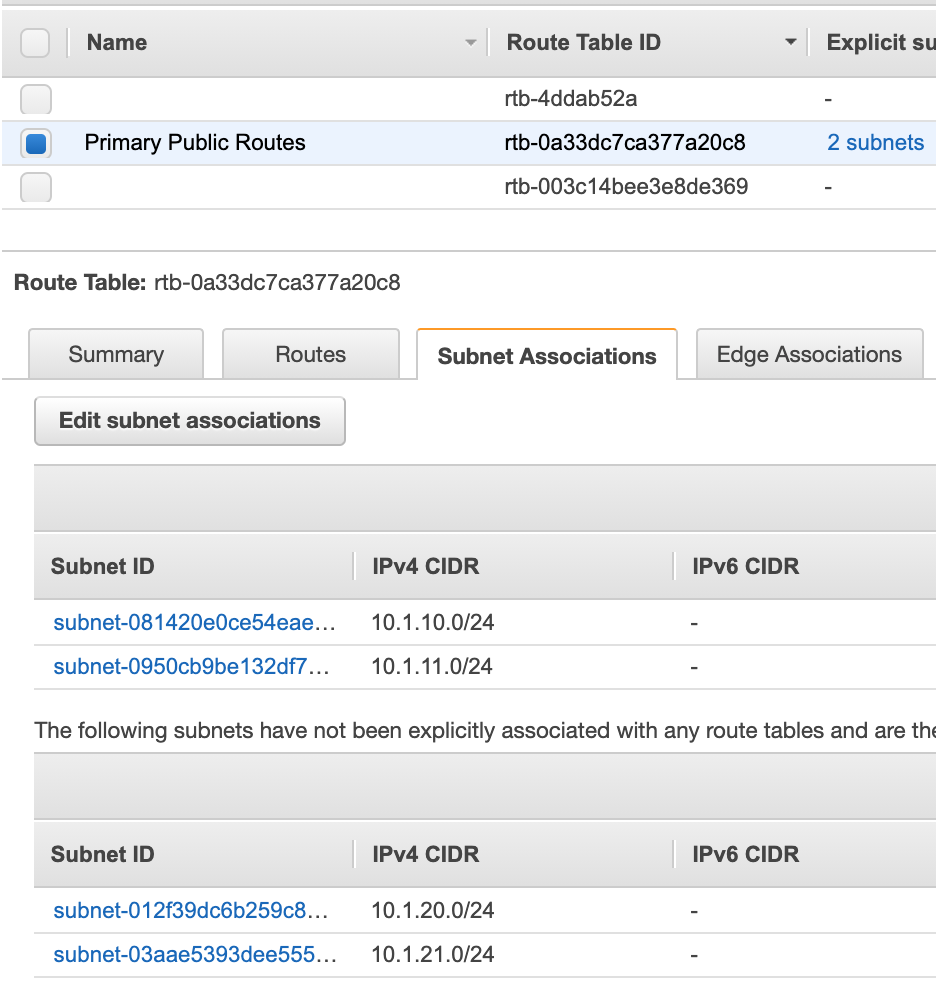 Name Route Table ID Explicit su
rtb-4ddab52a -
Primary Public Routes rtb-0a33dc7ca377a20c8 2 subnets
rtb-003c14bee3e8de369 -
Route Table: rtb-0a33dc7ca377a20c8
Summary Routes Subnet Associations Edge Associations
Edit subnet associations
Subnet ID IPv4 CIDR IPv6 CIDR
subnet-081420e0ce54eae... 10.1.10.0/24 -
subnet-0950cb9be132df7... 10.1.11.0/24 -
The following subnets have not been explicitly associated with any route tables and are the
Subnet ID IPv4 CIDR IPv6 CIDR
subnet-012f39dc6b259c8... 10.1.20.0/24 -
subnet-03aae5393dee555... 10.1.21.0/24 -